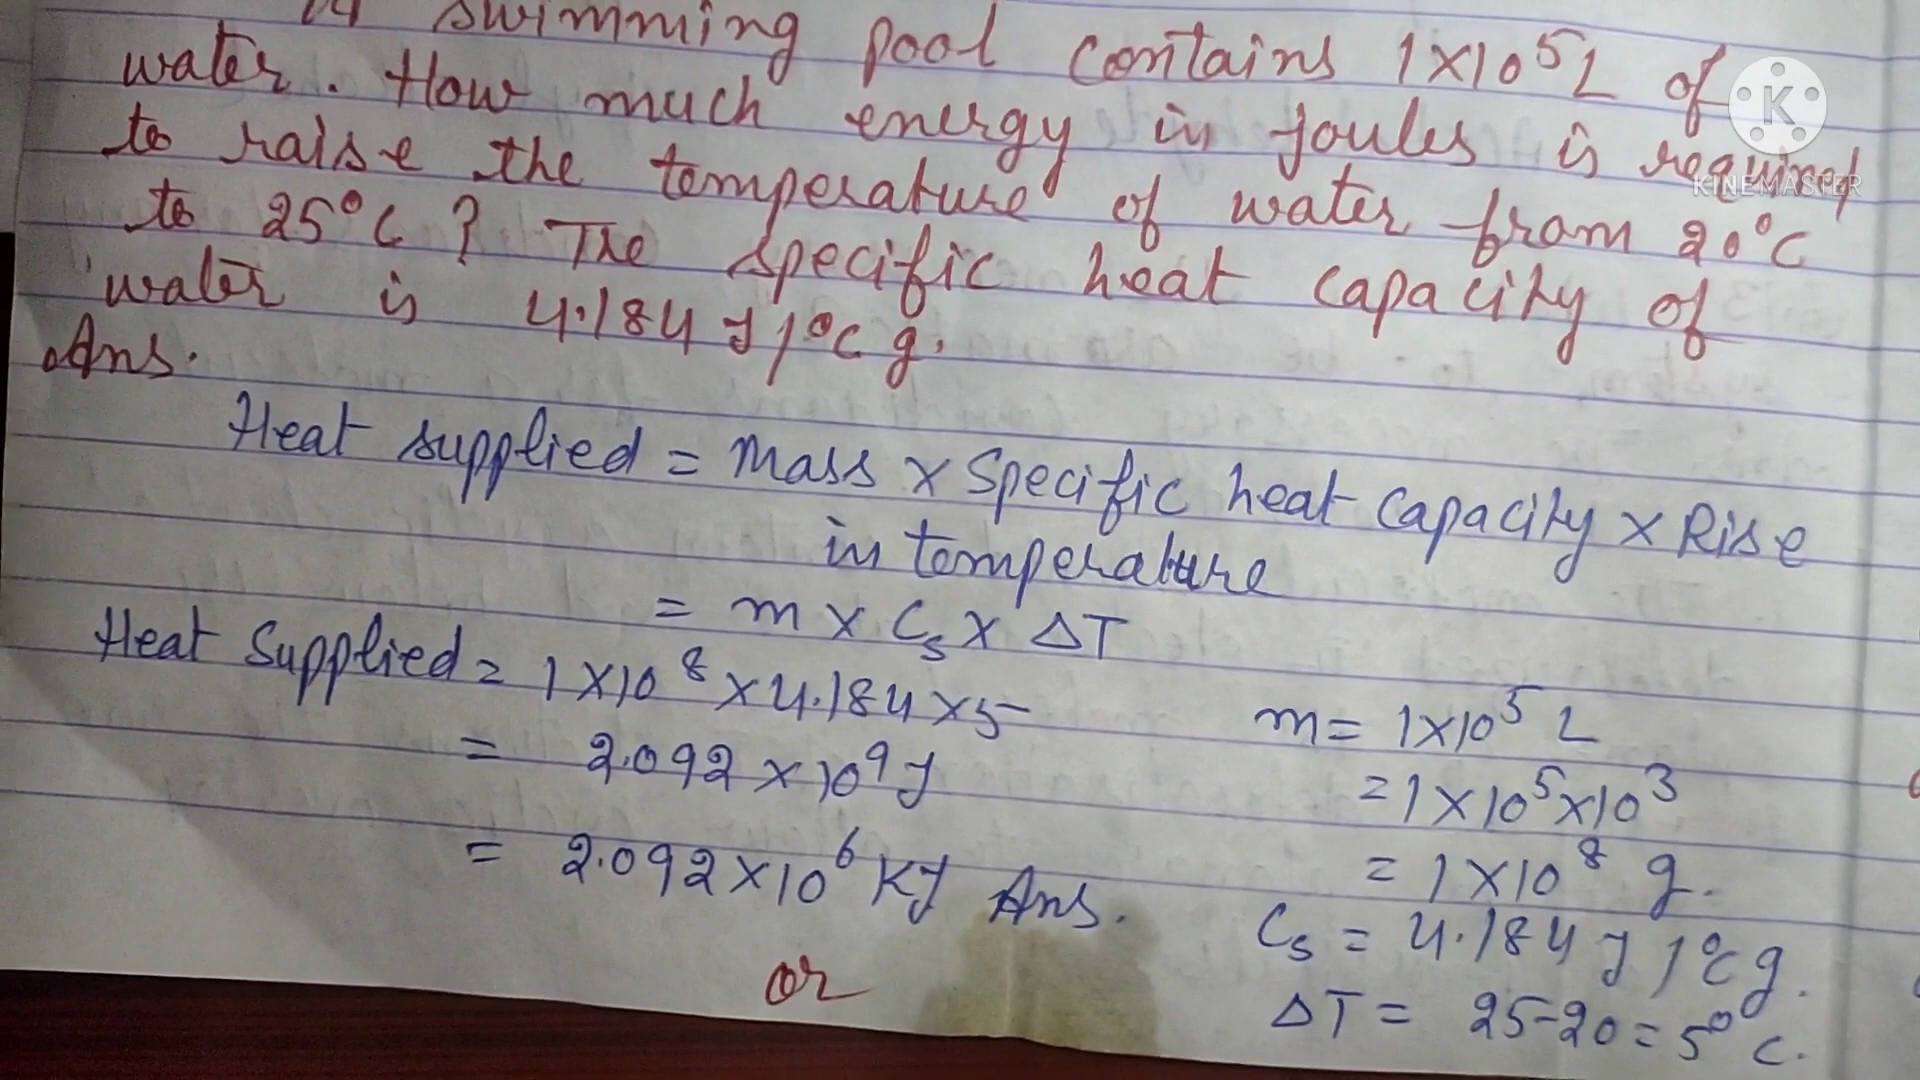 A swimming pool contains 1×10⁵ L of
water. How much energy in joules is required
to raise the temperature of water from 20°C
to 25°C? The specific heat capacity of
water is 4.184 J/°C g.
Ans.
Heat supplied = Mass × Specific heat capacity × Rise
in temperature
= m × Cₛ × ΔT
Heat Supplied = 1×10⁸ × 4.184 × 5
= 2.092 × 10⁹ J
= 2.092 × 10⁶ KJ Ans.
or
m = 1×10⁵ L
= 1×10⁵×10³
= 1×10⁸ g.
Cₛ = 4.184 J/°C g.
ΔT = 25-20 = 5°C.
K
KINEMASTER